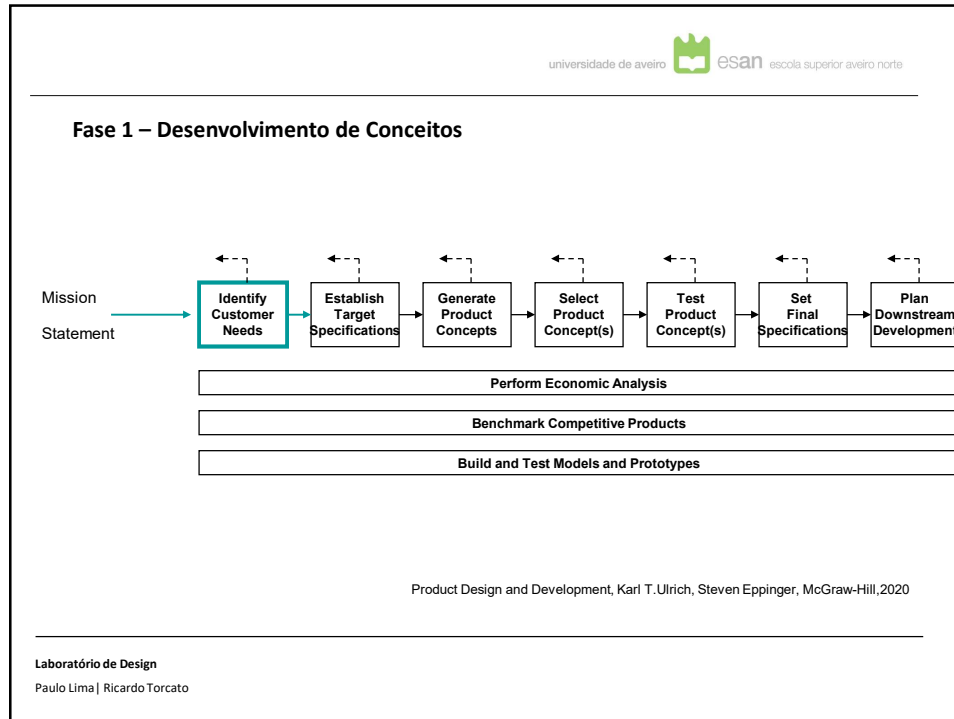 universidade de aveiro esan escola superior aveiro norte
Fase 1 – Desenvolvimento de Conceitos
Mission
Statement
Identify
Customer
Needs
Establish
Target
Specifications
Generate
Product
Concepts
Select
Product
Concept(s)
Test
Product
Concept(s)
Set
Final
Specifications
Plan
Downstream
Development
Perform Economic Analysis
Benchmark Competitive Products
Build and Test Models and Prototypes
Product Design and Development, Karl T.Ulrich, Steven Eppinger, McGraw-Hill,2020
Laboratório de Design
Paulo Lima| Ricardo Torcato